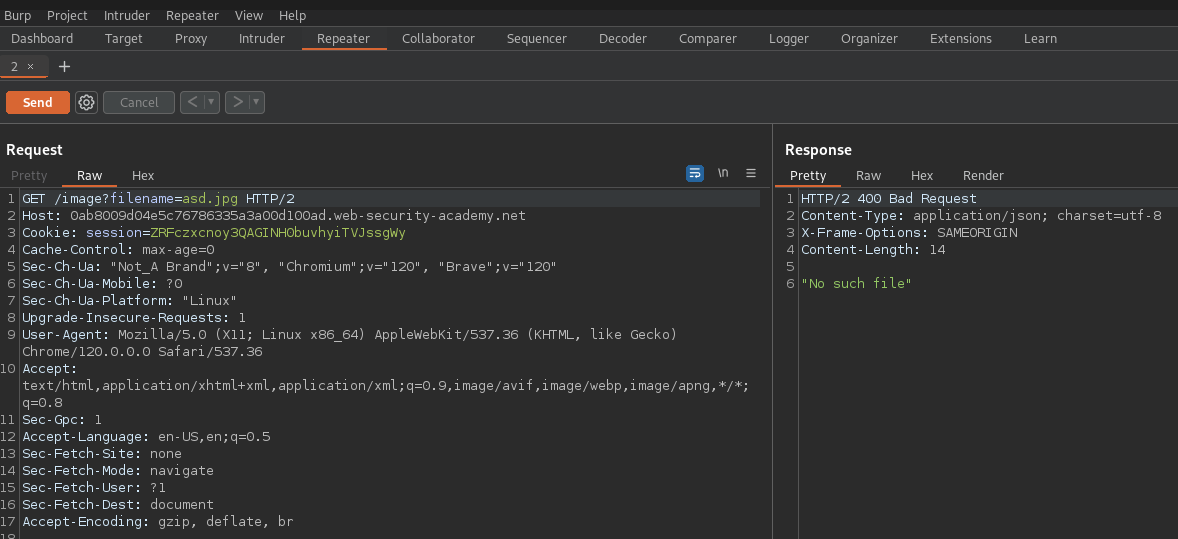 Burp Project Intruder Repeater View Help
Dashboard Target Proxy Intruder Repeater Collaborator Sequencer Decoder Comparer Logger Organizer Extensions Learn
2 × +
Send Cancel < > 
Request
Pretty Raw Hex \n
1 GET /image?filename=asd.jpg HTTP/2
2 Host: 0ab8009d04e5c76786335a3a00d100ad.web-security-academy.net
3 Cookie: session=ZRFczxcnoy3QAGINH0buvhyiTVJssgWy
4 Cache-Control: max-age=0
5 Sec-Ch-Ua: "Not_A Brand";v="8", "Chromium";v="120", "Brave";v="120"
6 Sec-Ch-Ua-Mobile: ?0
7 Sec-Ch-Ua-Platform: "Linux"
8 Upgrade-Insecure-Requests: 1
9 User-Agent: Mozilla/5.0 (X11; Linux x86_64) AppleWebKit/537.36 (KHTML, like Gecko)
Chrome/120.0.0.0 Safari/537.36
10 Accept:
text/html,application/xhtml+xml,application/xml;q=0.9,image/avif,image/webp,image/apng,*/*;
q=0.8
11 Sec-Gpc: 1
12 Accept-Language: en-US,en;q=0.5
13 Sec-Fetch-Site: none
14 Sec-Fetch-Mode: navigate
15 Sec-Fetch-User: ?1
16 Sec-Fetch-Dest: document
17 Accept-Encoding: gzip, deflate, br
18
Response
Pretty Raw Hex Render
1 HTTP/2 400 Bad Request
2 Content-Type: application/json; charset=utf-8
3 X-Frame-Options: SAMEORIGIN
4 Content-Length: 14
5
6 "No such file"